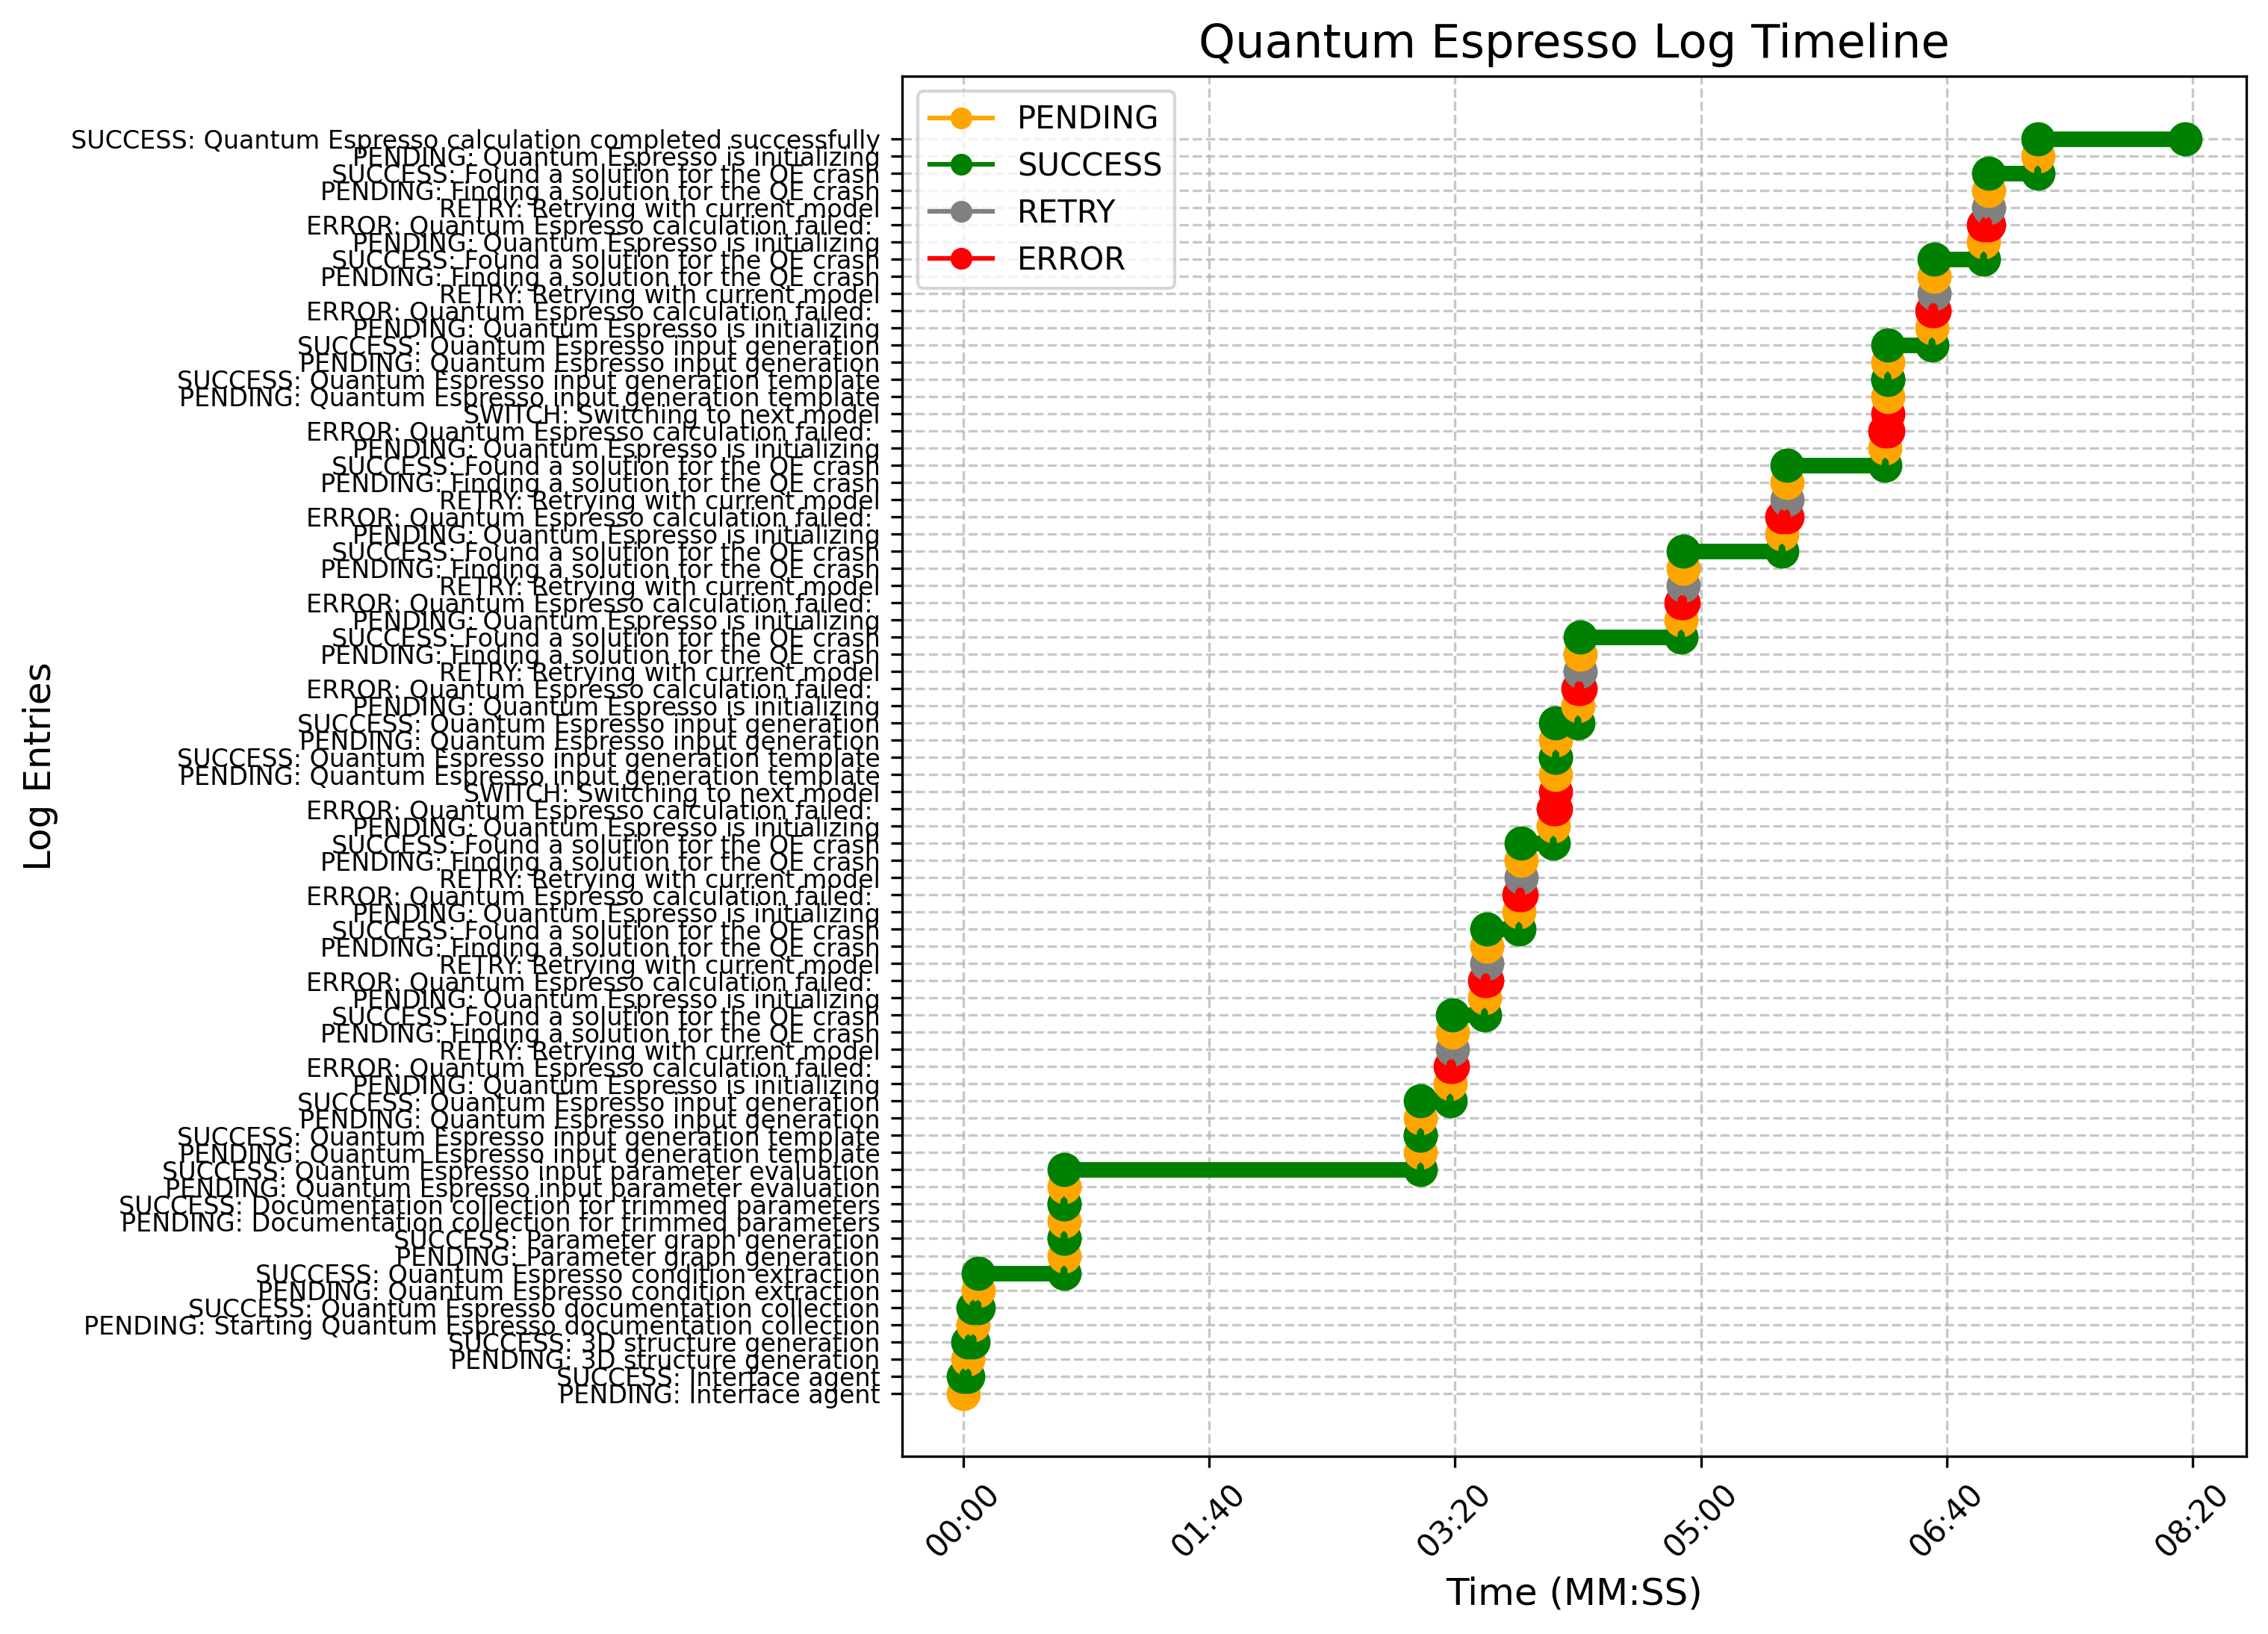 Quantum Espresso Log Timeline
PENDING
SUCCESS
RETRY
ERROR
Log Entries
SUCCESS: Quantum Espresso calculation completed successfully
PENDING: Quantum Espresso is initializing
SUCCESS: Found a solution for the QE crash
PENDING: Finding a solution for the QE crash
RETRY: Retrying with current model
ERROR: Quantum Espresso calculation failed:
PENDING: Quantum Espresso is initializing
SUCCESS: Found a solution for the QE crash
PENDING: Finding a solution for the QE crash
RETRY: Retrying with current model
ERROR: Quantum Espresso calculation failed:
PENDING: Quantum Espresso is initializing
SUCCESS: Quantum Espresso input generation
PENDING: Quantum Espresso input generation
SUCCESS: Quantum Espresso input generation template
PENDING: Quantum Espresso input generation template
SWITCH: Switching to next model
ERROR: Quantum Espresso calculation failed:
PENDING: Quantum Espresso is initializing
SUCCESS: Found a solution for the QE crash
PENDING: Finding a solution for the QE crash
RETRY: Retrying with current model
ERROR: Quantum Espresso calculation failed:
PENDING: Quantum Espresso is initializing
SUCCESS: Found a solution for the QE crash
PENDING: Finding a solution for the QE crash
RETRY: Retrying with current model
ERROR: Quantum Espresso calculation failed:
PENDING: Quantum Espresso is initializing
SUCCESS: Found a solution for the QE crash
PENDING: Finding a solution for the QE crash
RETRY: Retrying with current model
ERROR: Quantum Espresso calculation failed:
PENDING: Quantum Espresso is initializing
SUCCESS: Quantum Espresso input generation
PENDING: Quantum Espresso input generation
SUCCESS: Quantum Espresso input generation template
PENDING: Quantum Espresso input generation template
SWITCH: Switching to next model
ERROR: Quantum Espresso calculation failed:
PENDING: Quantum Espresso is initializing
SUCCESS: Found a solution for the QE crash
PENDING: Finding a solution for the QE crash
RETRY: Retrying with current model
ERROR: Quantum Espresso calculation failed:
PENDING: Quantum Espresso is initializing
SUCCESS: Found a solution for the QE crash
PENDING: Finding a solution for the QE crash
RETRY: Retrying with current model
ERROR: Quantum Espresso calculation failed:
PENDING: Quantum Espresso is initializing
SUCCESS: Found a solution for the QE crash
PENDING: Finding a solution for the QE crash
RETRY: Retrying with current model
ERROR: Quantum Espresso calculation failed:
PENDING: Quantum Espresso is initializing
SUCCESS: Quantum Espresso input generation
PENDING: Quantum Espresso input generation
SUCCESS: Quantum Espresso input generation template
PENDING: Quantum Espresso input generation template
SUCCESS: Quantum Espresso input parameter evaluation
PENDING: Quantum Espresso input parameter evaluation
SUCCESS: Documentation collection for trimmed parameters
PENDING: Documentation collection for trimmed parameters
SUCCESS: Parameter graph generation
PENDING: Parameter graph generation
SUCCESS: Quantum Espresso condition extraction
PENDING: Quantum Espresso condition extraction
SUCCESS: Quantum Espresso documentation collection
PENDING: Starting Quantum Espresso documentation collection
SUCCESS: 3D structure generation
PENDING: 3D structure generation
SUCCESS: Interface agent
PENDING: Interface agent
00:00
01:40
03:20
05:00
06:40
08:20
Time (MM:SS)